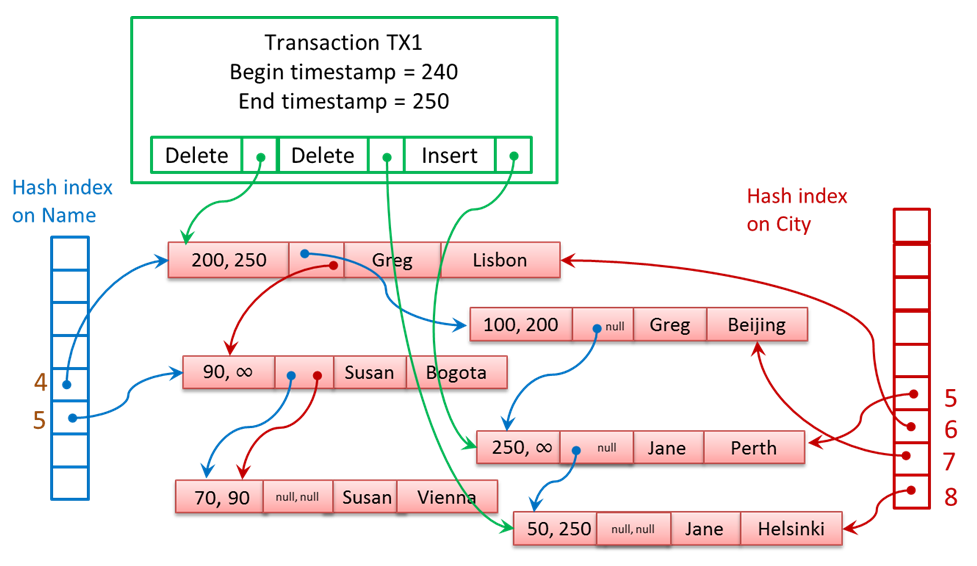 Transaction TX1
Begin timestamp = 240
End timestamp = 250
Delete Delete Insert
Hash index
on Name
Hash index
on City
200, 250 Greg Lisbon
100, 200 null Greg Beijing
90, ∞ Susan Bogota
4
5
5
6
7
8
250, ∞ null Jane Perth
70, 90 null, null Susan Vienna
50, 250 null, null Jane Helsinki